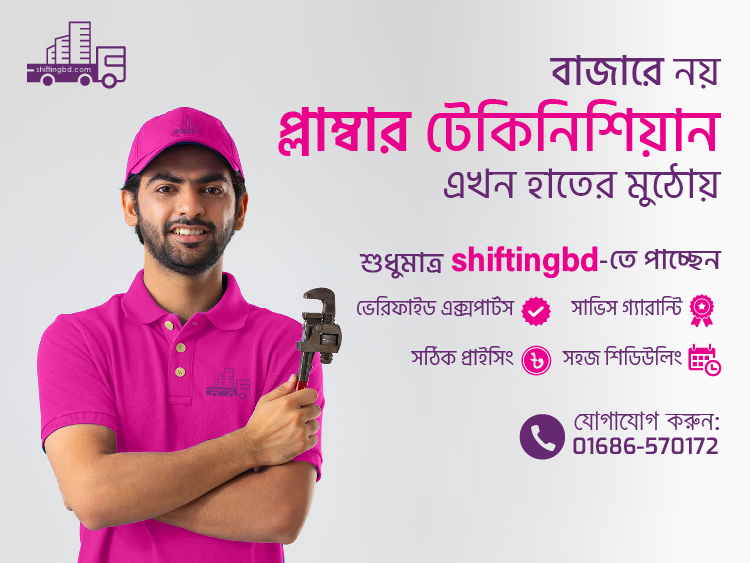 shiftingbd.com
বাজারে নয়
প্লাম্বার টেকিনিশিয়ান
এখন হাতের মুঠোয়
শুধুমাত্র shiftingbd-তে পাচ্ছেন
ভেরিফাইড এক্সপার্টস
সার্ভিস গ্যারান্টি
সঠিক প্রাইসিং
সহজ শিডিউলিং
যোগাযোগ করুন:
01686-570172